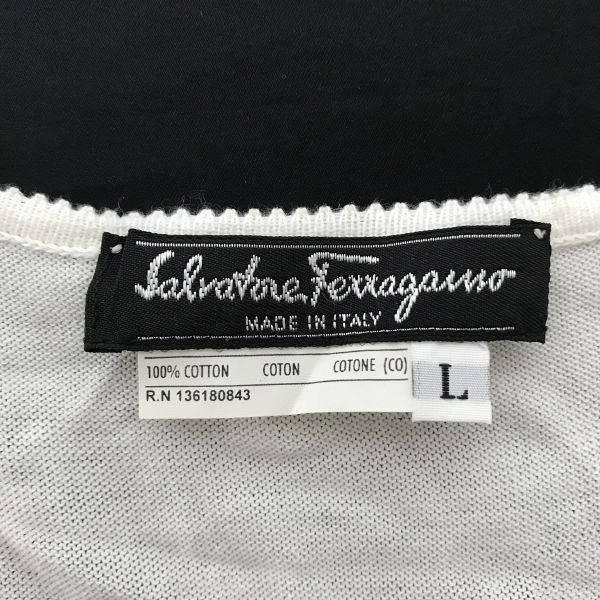 Salvatore Ferragamo
MADE IN ITALY
100% COTTON COTON COTONE (CO)
R.N 136180843
L